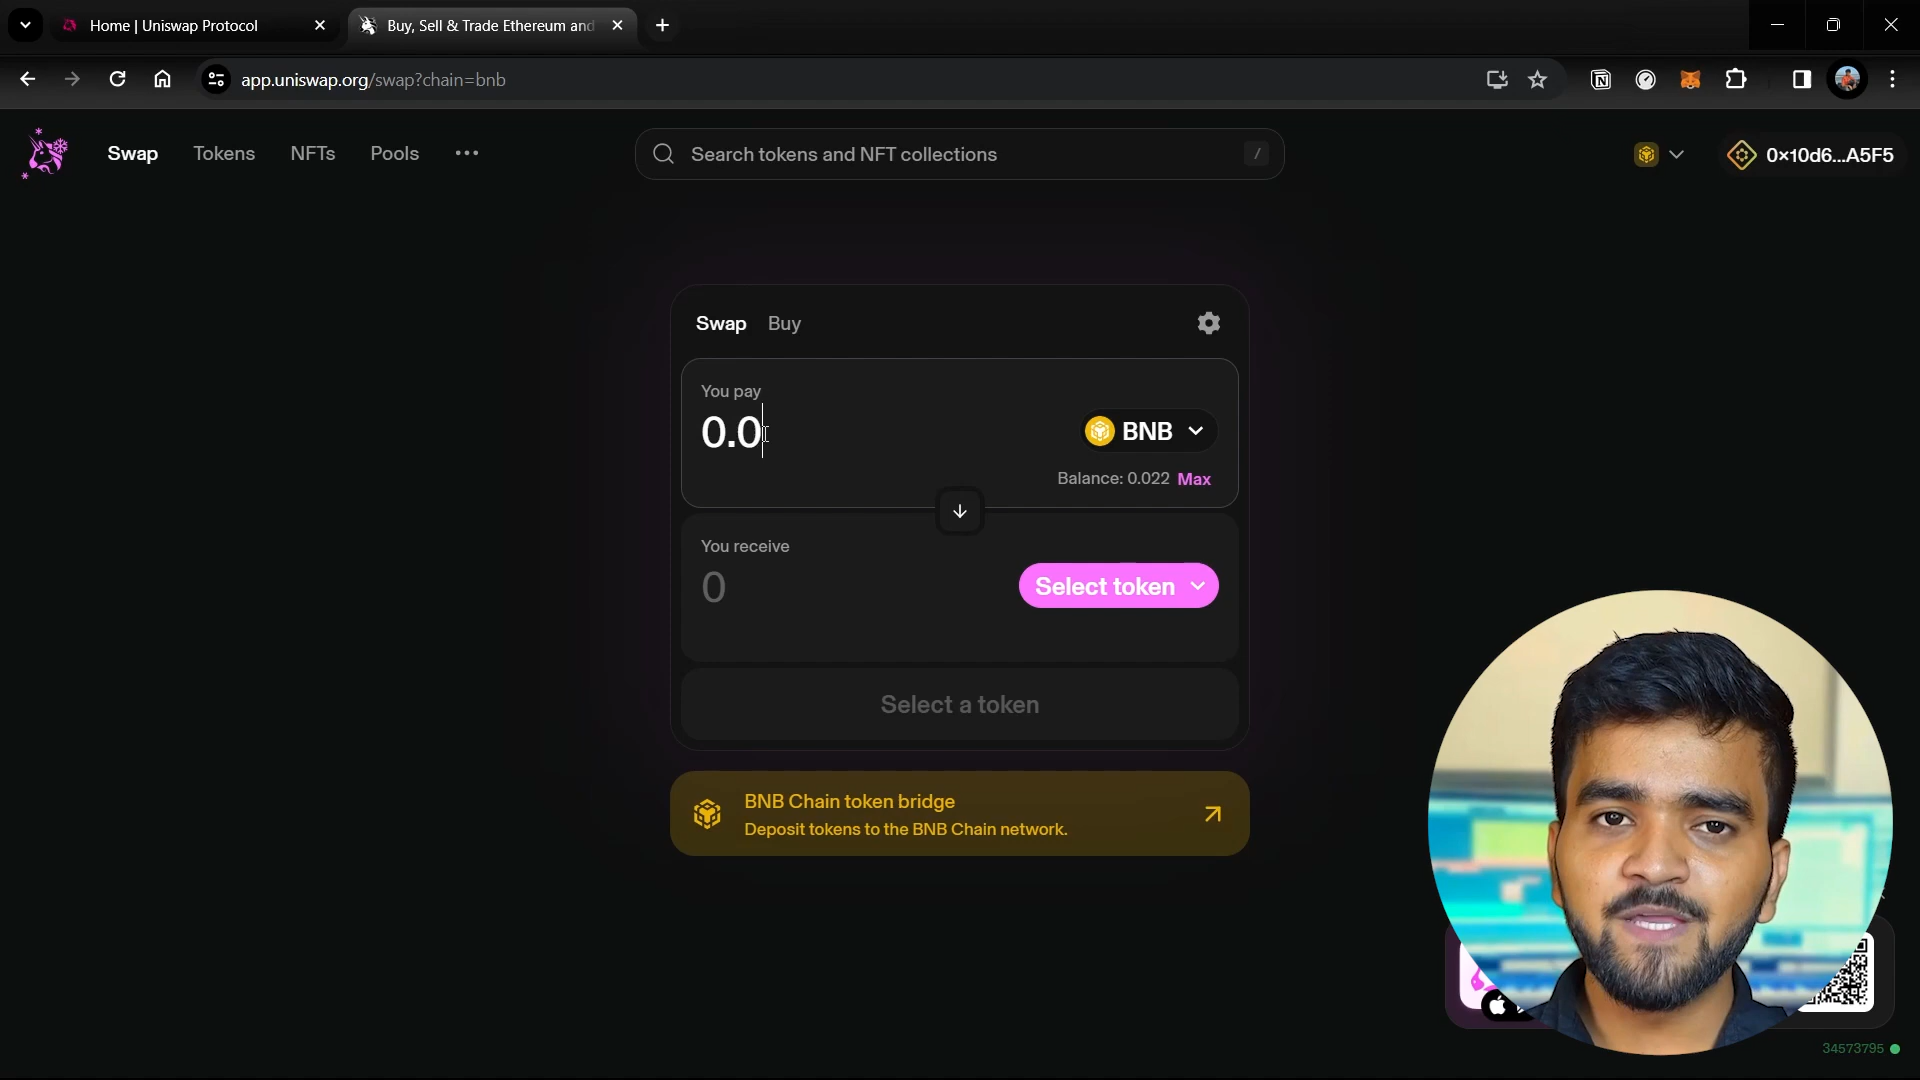 Home | Uniswap Protocol
Buy, Sell & Trade Ethereum and
app.uniswap.org/swap?chain=bnb
Swap Tokens NFTs Pools
Search tokens and NFT collections /
0×10d6...A5F5
Swap Buy
You pay
0.0 BNB
Balance: 0.022 Max
You receive
0 Select token
Select a token
BNB Chain token bridge
Deposit tokens to the BNB Chain network.
34573795